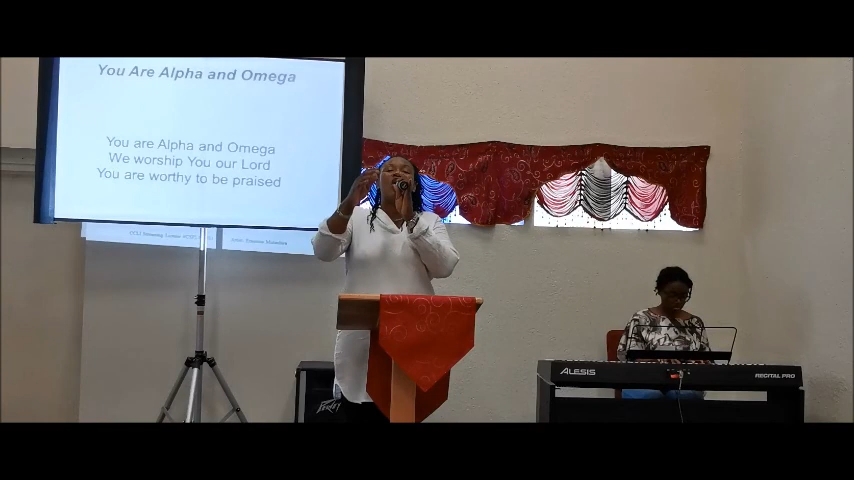 You Are Alpha and Omega
You are Alpha and Omega
We worship You our Lord
You are worthy to be praised
ALESIS
RECITAL PRO